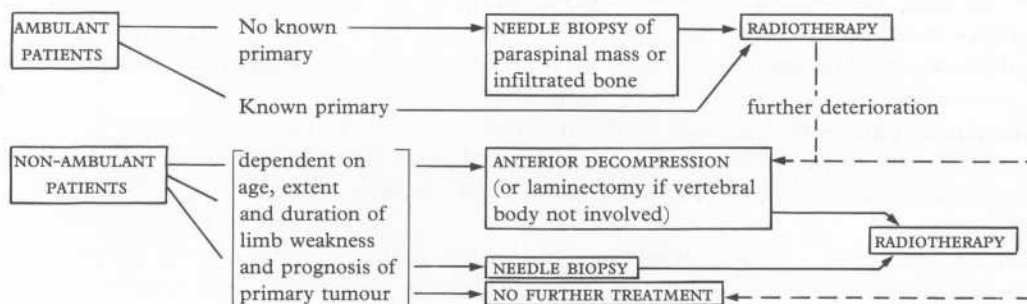 AMBULANT
PATIENTS
No known
primary
NEEDLE BIOPSY of
paraspinal mass or
infiltrated bone
RADIOTHERAPY
Known primary
further deterioration
NON-AMBULANT
PATIENTS
dependent on
age, extent
and duration of
limb weakness
and prognosis of
primary tumour
ANTERIOR DECOMPRESSION
(or laminectomy if vertebral
body not involved)
RADIOTHERAPY
NEEDLE BIOPSY
NO FURTHER TREATMENT